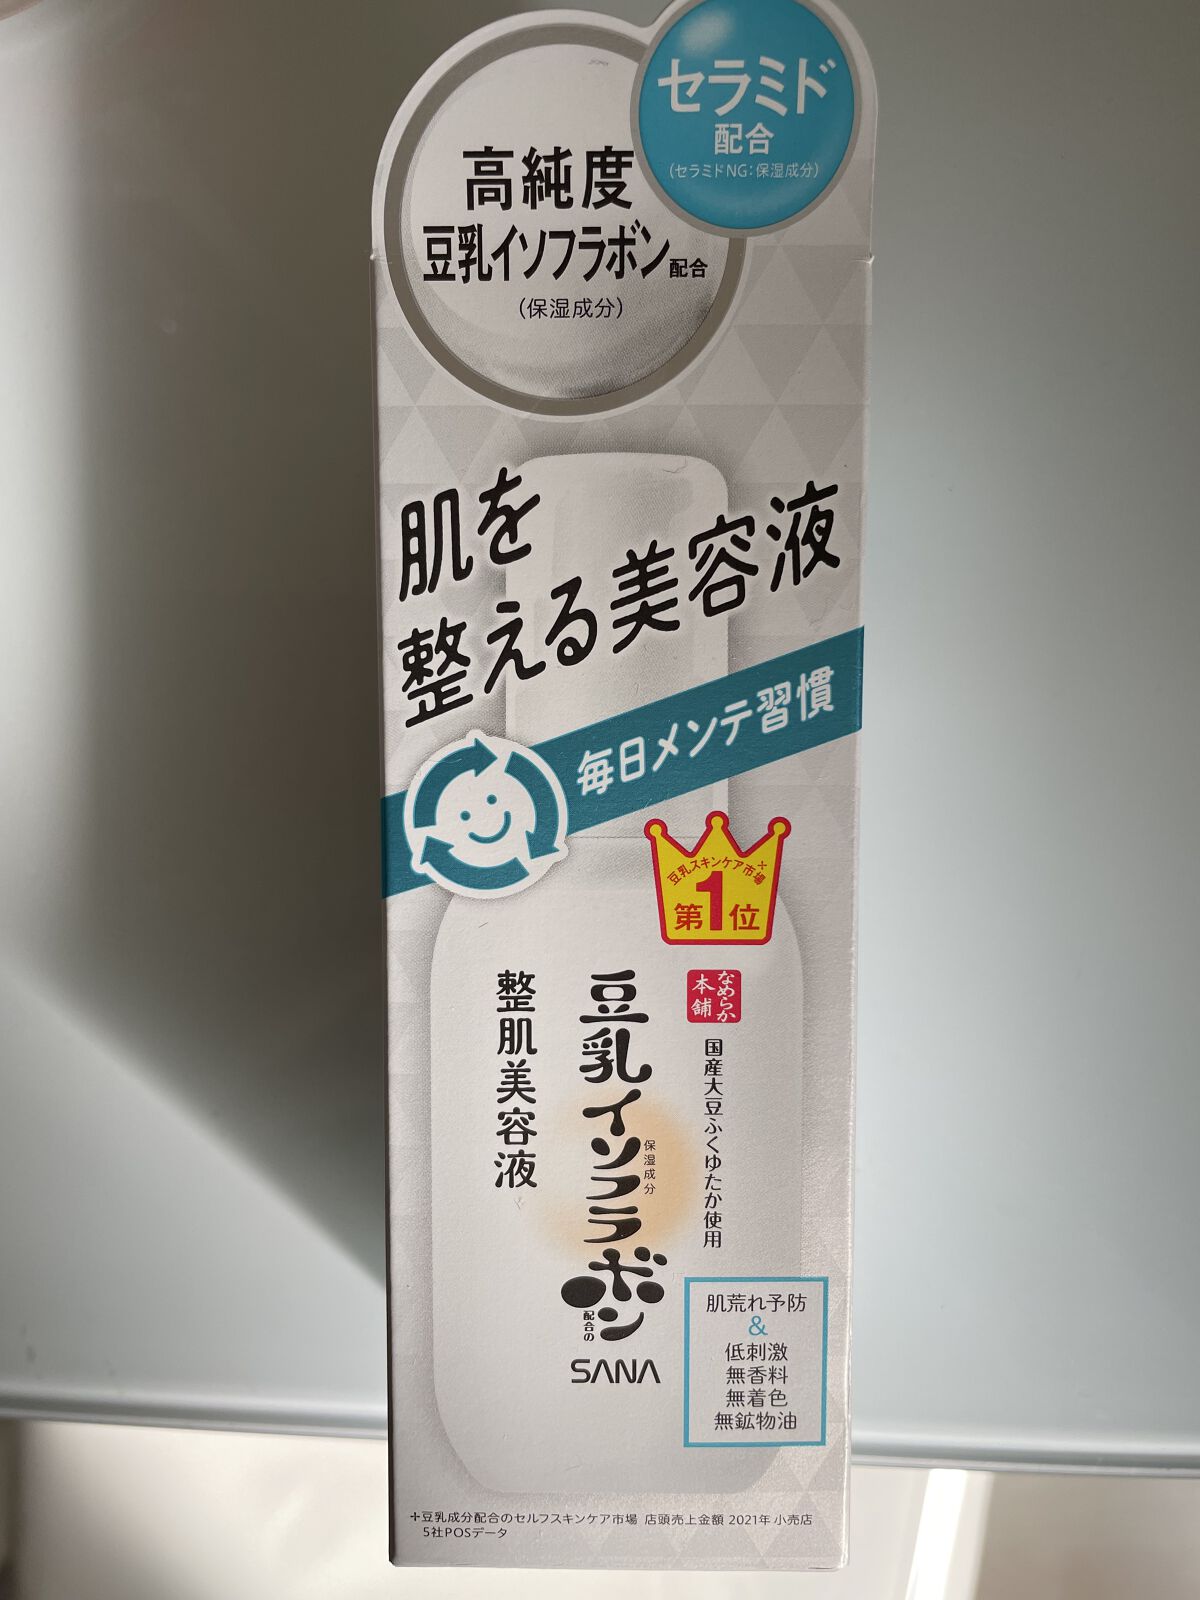 セラミド
配合
(セラミドNG:保湿成分)
高純度
豆乳イソフラボン配合
(保湿成分)
肌を
整える美容液
毎日メンテ習慣
豆乳スキンケア市場※
第1位
なめらか
本舗
国産大豆ふくゆたか使用
豆乳イソフラボン
保湿成分
配合の
整肌美容液
SANA
肌荒れ予防
&
低刺激
無香料
無着色
無鉱物油
※豆乳成分配合のセルフスキンケア市場 店頭売上金額 2021年 小売店
5社POSデータ